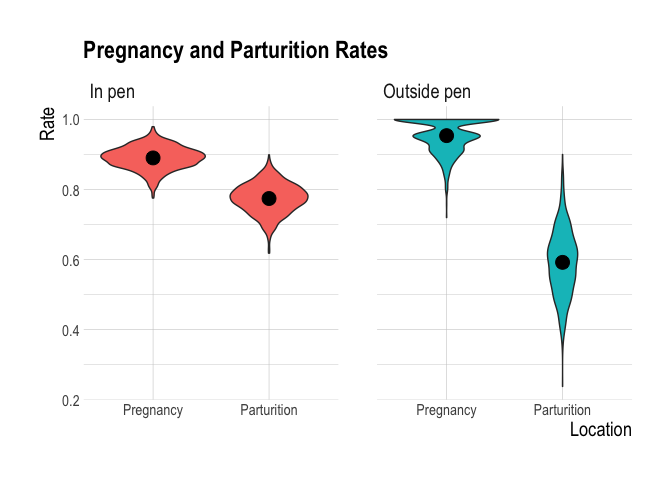 Pregnancy and Parturition Rates
In pen
Outside pen
Rate
1.0
0.8
0.6
0.4
0.2
Pregnancy
Parturition
Pregnancy
Parturition
Location